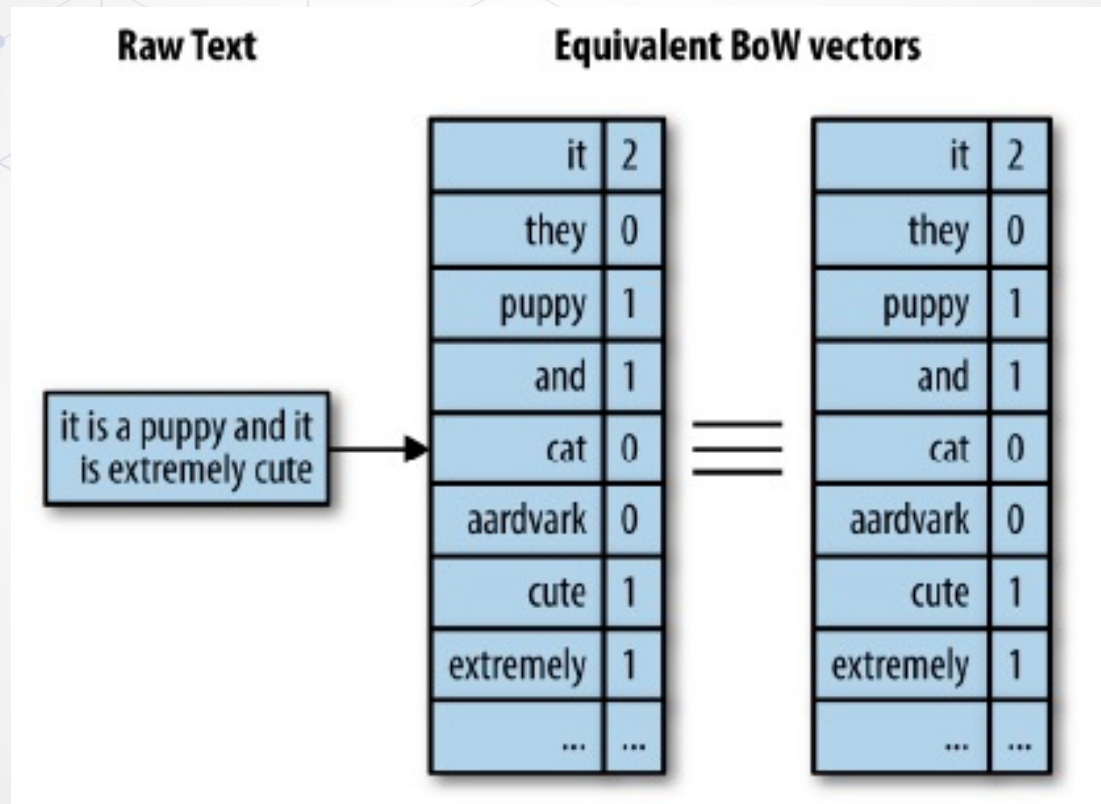 Raw Text
Equivalent BoW vectors
it is a puppy and it
is extremely cute
it 2
they 0
puppy 1
and 1
cat 0
aardvark 0
cute 1
extremely 1
... ...
it 2
they 0
puppy 1
and 1
cat 0
aardvark 0
cute 1
extremely 1
... ...